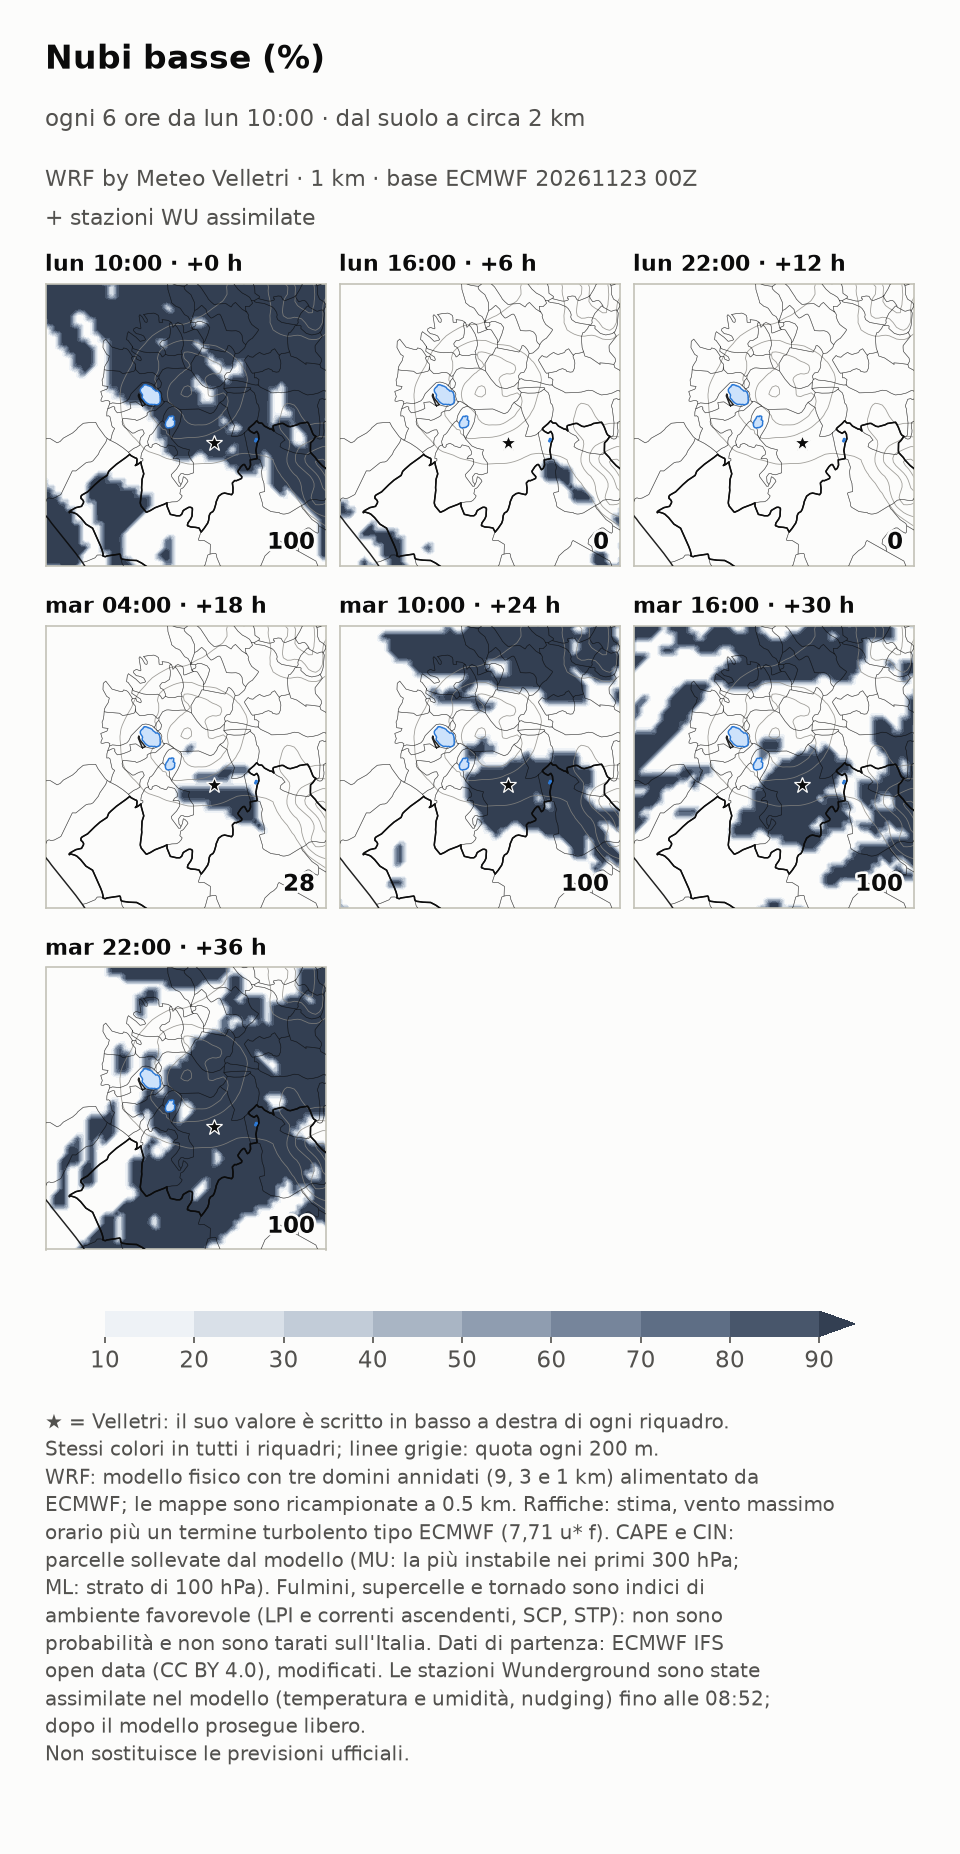 Nubi basse (%)
ogni 6 ore da lun 10:00 · dal suolo a circa 2 km
WRF by Meteo Velletri · 1 km · base ECMWF 20261123 00Z
+ stazioni WU assimilate
lun 10:00 · +0 h
lun 16:00 · +6 h
lun 22:00 · +12 h
100
0
0
mar 04:00 · +18 h
mar 10:00 · +24 h
mar 16:00 · +30 h
28
100
100
mar 22:00 · +36 h
100
10 20 30 40 50 60 70 80 90
★ = Velletri: il suo valore è scritto in basso a destra di ogni riquadro.
Stessi colori in tutti i riquadri; linee grigie: quota ogni 200 m.
WRF: modello fisico con tre domini annidati (9, 3 e 1 km) alimentato da
ECMWF; le mappe sono ricampionate a 0.5 km. Raffiche: stima, vento massimo
orario più un termine turbolento tipo ECMWF (7,71 u* f). CAPE e CIN:
parcelle sollevate dal modello (MU: la più instabile nei primi 300 hPa;
ML: strato di 100 hPa). Fulmini, supercelle e tornado sono indici di
ambiente favorevole (LPI e correnti ascendenti, SCP, STP): non sono
probabilità e non sono tarati sull'Italia. Dati di partenza: ECMWF IFS
open data (CC BY 4.0), modificati. Le stazioni Wunderground sono state
assimilate nel modello (temperatura e umidità, nudging) fino alle 08:52;
dopo il modello prosegue libero.
Non sostituisce le previsioni ufficiali.